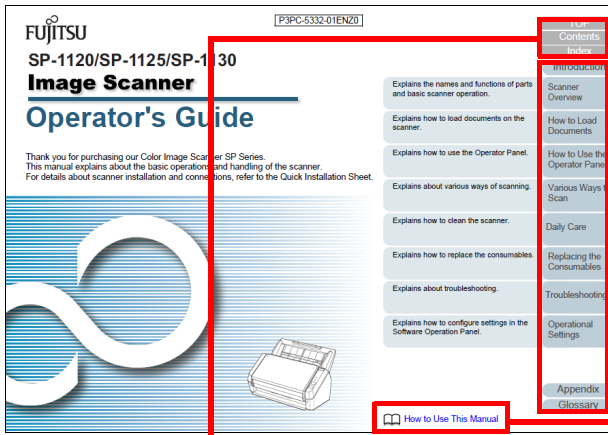 FUJITSU
P3PC-5332-01ENZ0
SP-1120/SP-1125/SP-1130
Image Scanner
Operator's Guide
Thank you for purchasing our Color Image Scanner SP Series.
This manual explains about the basic operations and handling of the scanner.
For details about scanner installation and connections, refer to the Quick Installation Sheet.
TOP
Contents
Index
Introduction
Explains the names and functions of parts
and basic scanner operation.
Scanner
Overview
Explains how to load documents on the
scanner.
How to Load
Documents
Explains how to use the Operator Panel.
How to Use the
Operator Panel
Explains about various ways of scanning.
Various Ways t
Scan
Explains how to clean the scanner.
Daily Care
Explains how to replace the consumables.
Replacing the
Consumables
Explains about troubleshooting.
Troubleshooting
Explains how to configure settings in the
Software Operation Panel.
Operational
Settings
Appendix
Glossary
How to Use This Manual